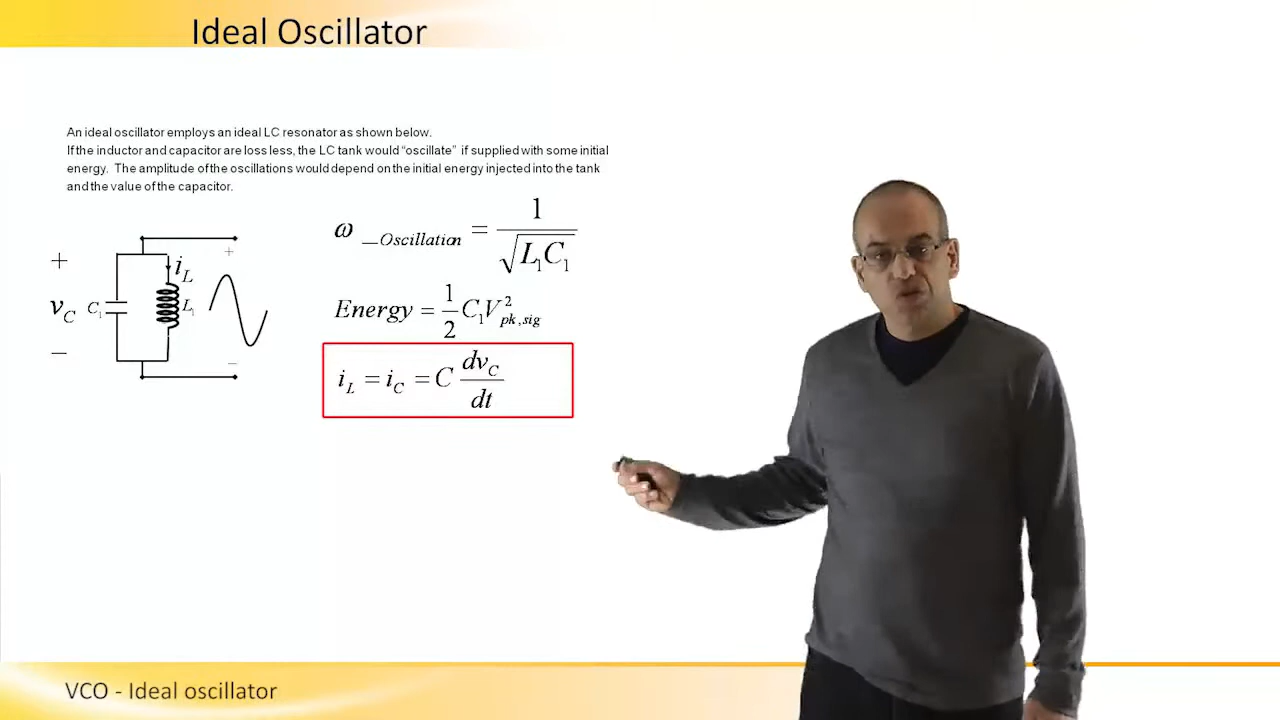 Ideal Oscillator
An ideal oscillator employs an ideal LC resonator as shown below.
If the inductor and capacitor are loss less, the LC tank would “oscillate” if supplied with some initial
energy. The amplitude of the oscillations would depend on the initial energy injected into the tank
and the value of the capacitor.
ω _Oscillation = 1 / √L₁C₁
Energy = 1/2 C₁V²pk,sig
i_L = i_C = C dv_C/dt
+
v_C
−
C₁
i_L
L₁
+
−
VCO - Ideal oscillator